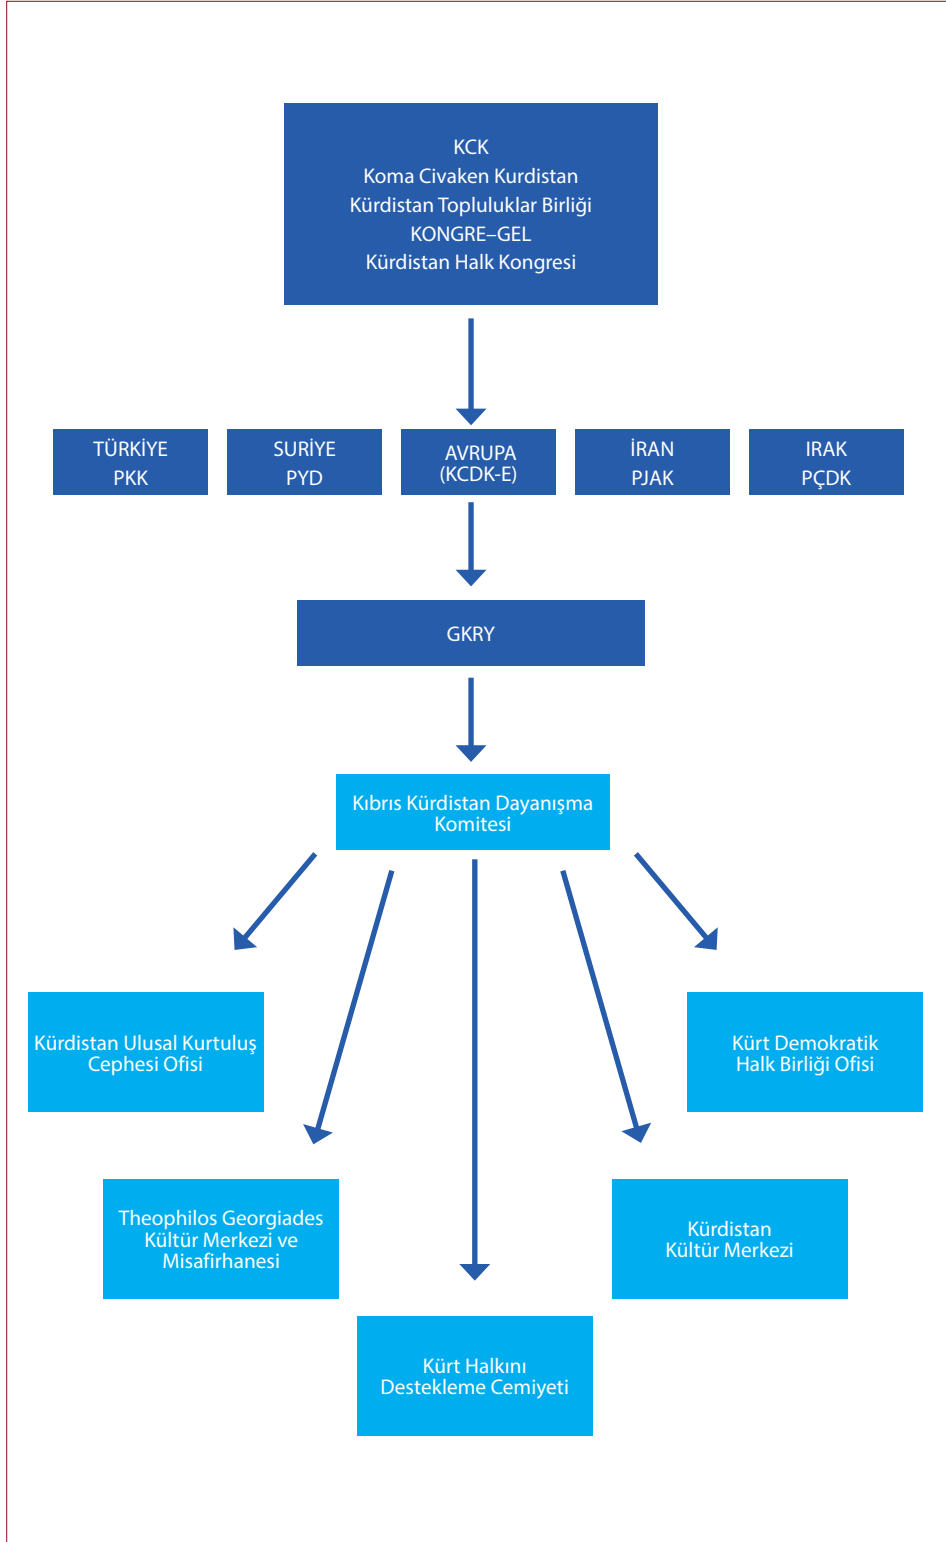 KCK
Koma Civaken Kurdistan
Kürdistan Topluluklar Birliği
KONGRE–GEL
Kürdistan Halk Kongresi
TÜRKİYE
PKK
SURİYE
PYD
AVRUPA
(KCDK-E)
İRAN
PJAK
IRAK
PÇDK
GKRY
Kıbrıs Kürdistan Dayanışma
Komitesi
Kürdistan Ulusal Kurtuluş
Cephesi Ofisi
Kürt Demokratik
Halk Birliği Ofisi
Theophilos Georgiades
Kültür Merkezi ve
Misafirhanesi
Kürdistan
Kültür Merkezi
Kürt Halkını
Destekleme Cemiyeti